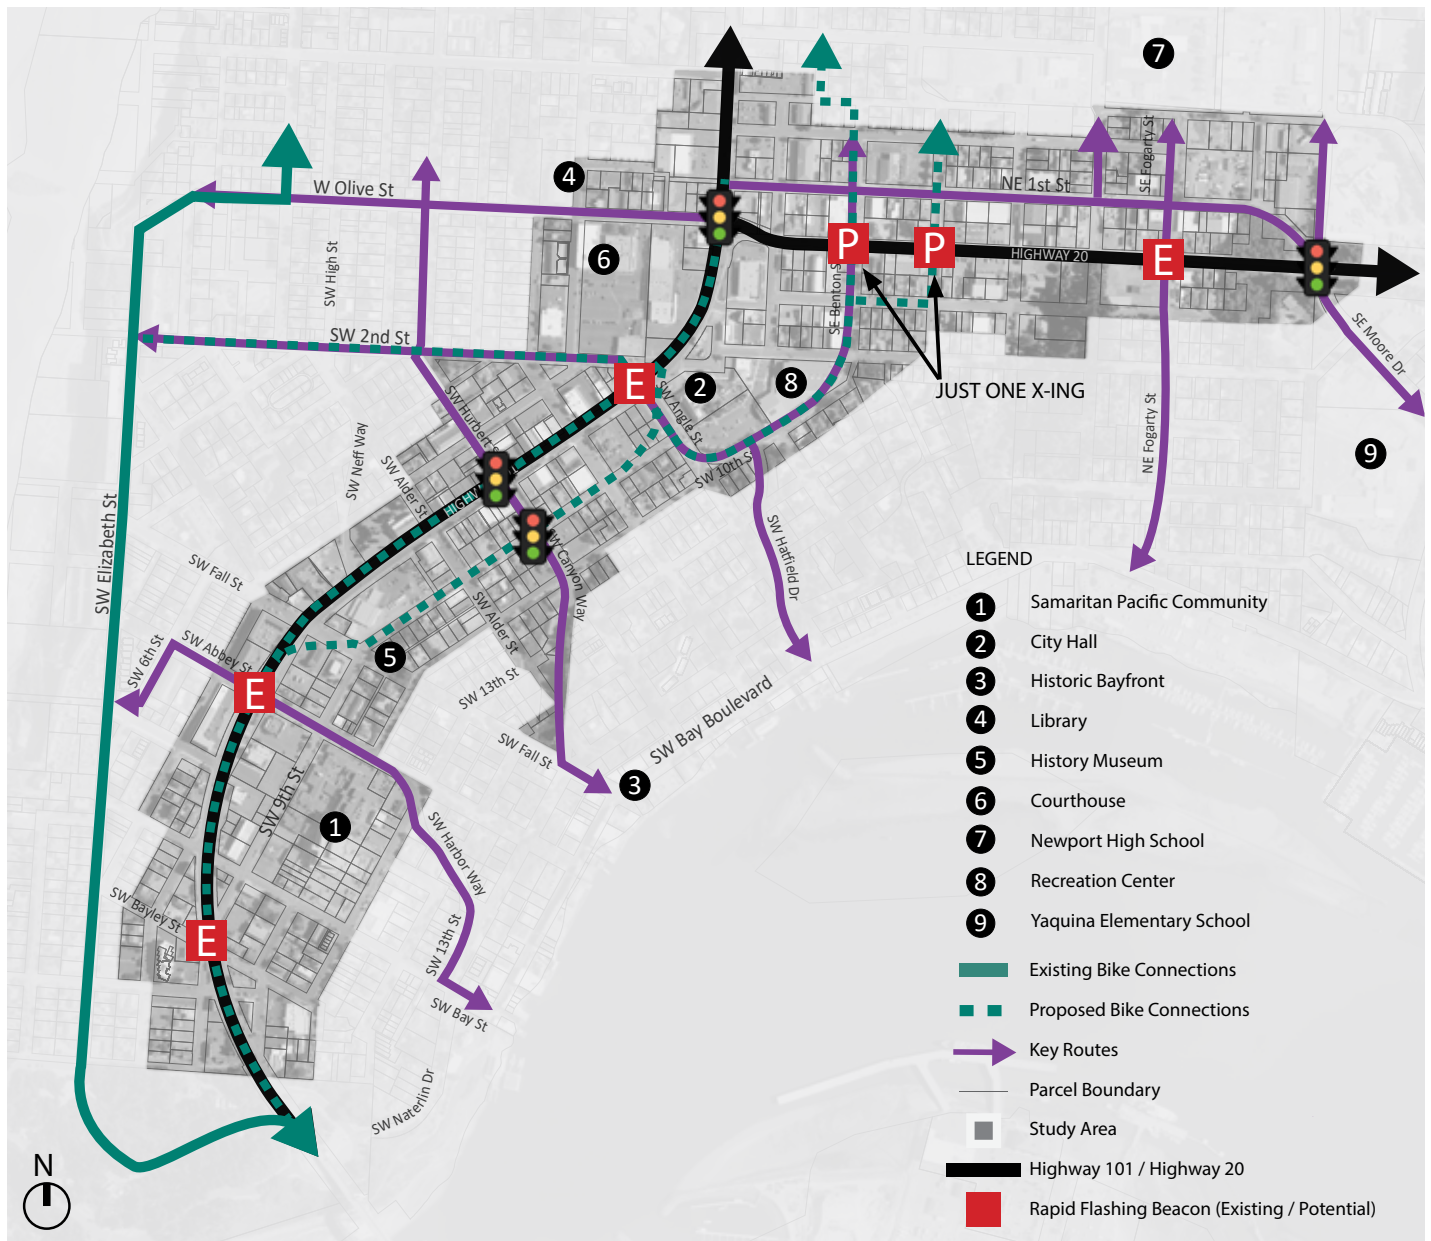 7
SE Fogarty St
4
W Olive St
NE 1st St
6
P
P
HIGHWAY 20
E
SW High St
SE Benton S
SW 2nd St
SE Moore Dr
E
2
8
SW Angle St
JUST ONE X-ING
SW Hurbert S
SW Neff Way
SW Alder St
SW 10th S
NE Fogarty St
9
HIGHW
SW Elizabeth St
SW Hatfield Dr
W Canyon Way
SW Fall St
SW Alder St
SW 6th St
SW Abbey St
5
E
SW 13th St
SW Bay Boulevard
SW Fall St
3
SW 9th St
1
SW Harbor Way
SW Bayley St
E
SW 13th St
SW Bay St
SW Naterlin Dr
N
LEGEND
1 Samaritan Pacific Community
2 City Hall
3 Historic Bayfront
4 Library
5 History Museum
6 Courthouse
7 Newport High School
8 Recreation Center
9 Yaquina Elementary School
Existing Bike Connections
Proposed Bike Connections
Key Routes
Parcel Boundary
Study Area
Highway 101 / Highway 20
Rapid Flashing Beacon (Existing / Potential)